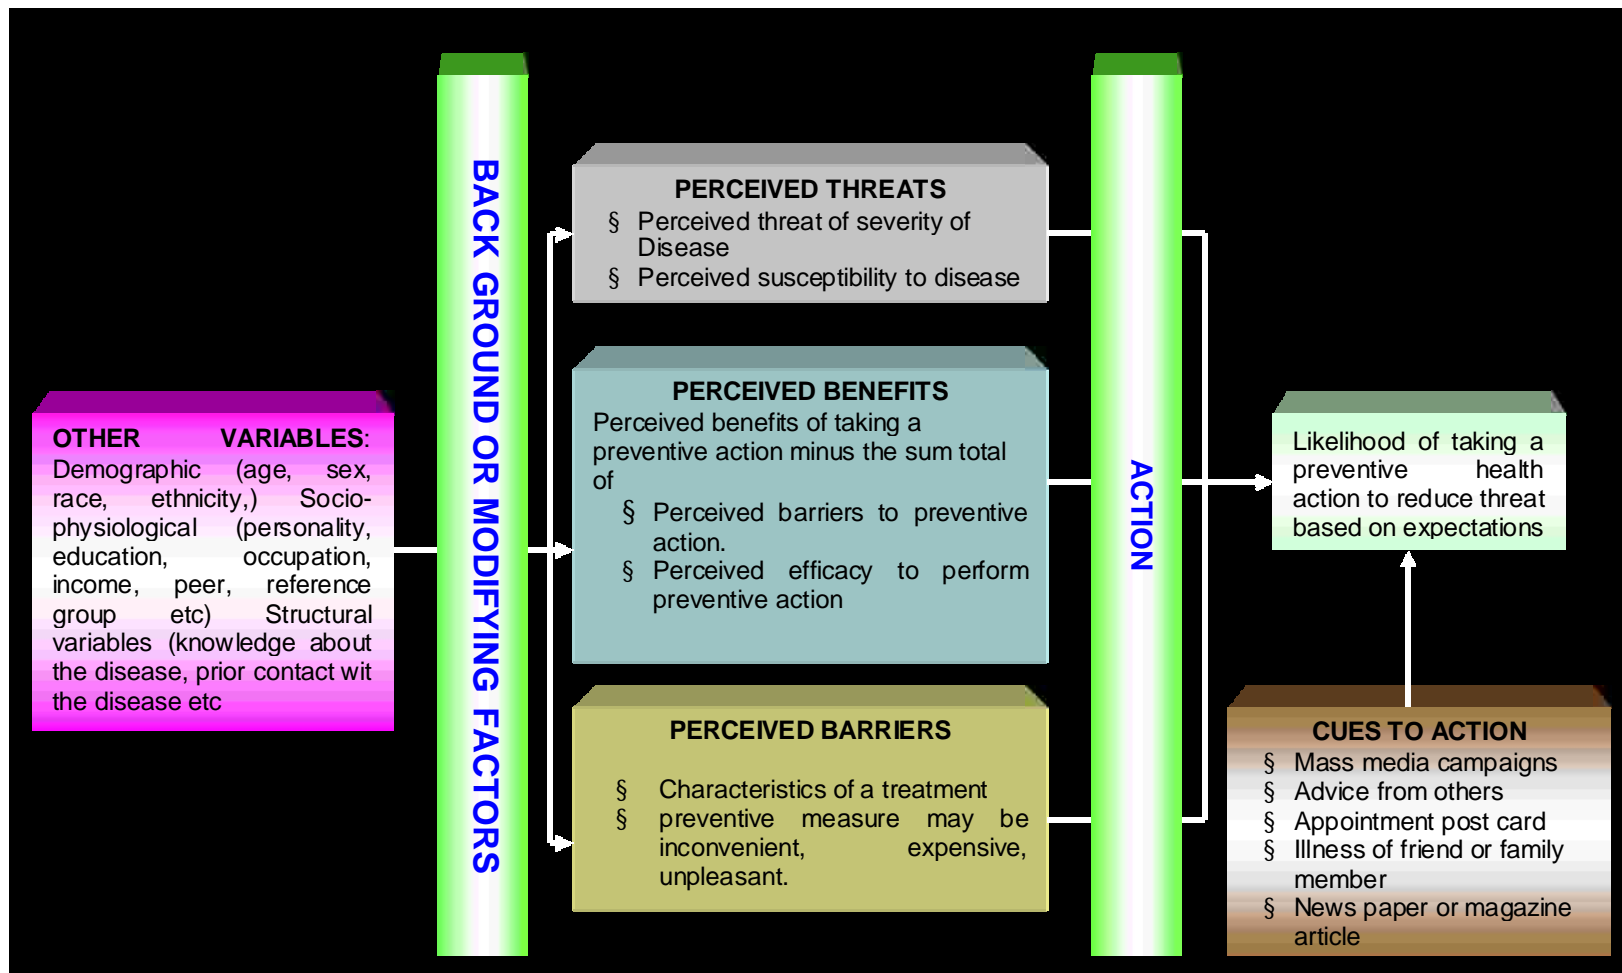 OTHER VARIABLES:
Demographic (age, sex,
race, ethnicity,) Socio-
physiological (personality,
education, occupation,
income, peer, reference
group etc) Structural
variables (knowledge about
the disease, prior contact wit
the disease etc
BACK GROUND OR MODIFYING FACTORS
PERCEIVED THREATS
§ Perceived threat of severity of
Disease
§ Perceived susceptibility to disease
PERCEIVED BENEFITS
Perceived benefits of taking a
preventive action minus the sum total
of
§ Perceived barriers to preventive
action.
§ Perceived efficacy to perform
preventive action
PERCEIVED BARRIERS
§ Characteristics of a treatment
§ preventive measure may be
inconvenient, expensive,
unpleasant.
ACTION
Likelihood of taking a
preventive health
action to reduce threat
based on expectations
CUES TO ACTION
§ Mass media campaigns
§ Advice from others
§ Appointment post card
§ Illness of friend or family
member
§ News paper or magazine
article